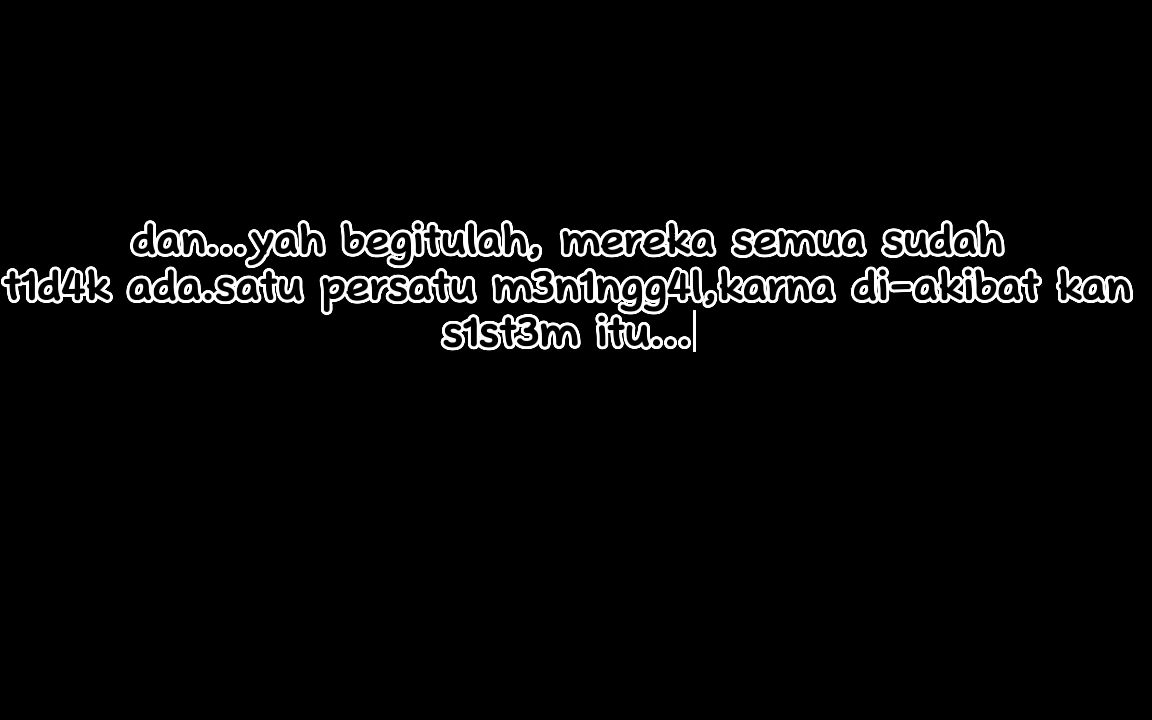 dan...yah begitulah, mereka semua sudah
t1d4k ada.satu persatu m3n1ngg4l,karna di-akibat kan
s1st3m itu...|